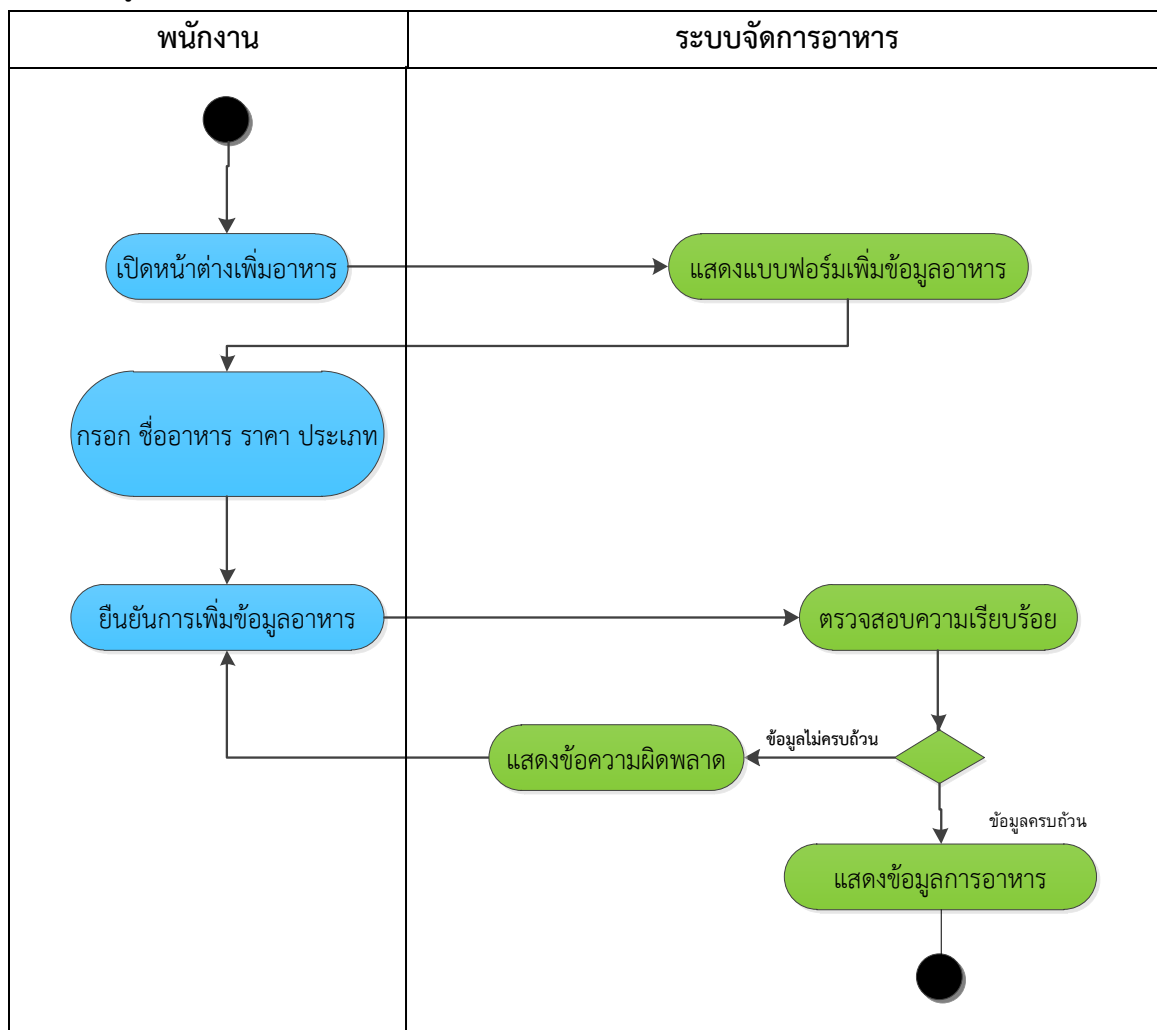 พนักงาน
ระบบจัดการอาหาร
เปิดหน้าต่างเพิ่มอาหาร
แสดงแบบฟอร์มเพิ่มข้อมูลอาหาร
กรอก ชื่ออาหาร ราคา ประเภท
ยืนยันการเพิ่มข้อมูลอาหาร
ตรวจสอบความเรียบร้อย
ข้อมูลไม่ครบถ้วน
แสดงข้อความผิดพลาด
ข้อมูลครบถ้วน
แสดงข้อมูลการอาหาร